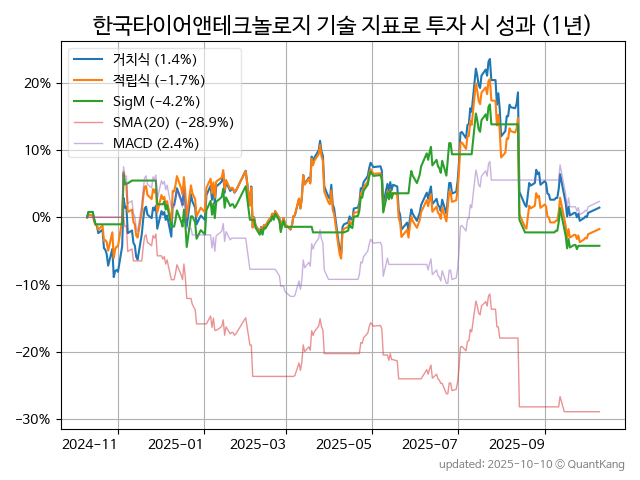 한국타이어앤테크놀로지 기술 지표로 투자 시 성과 (1년)
거치식 (1.4%)
적립식 (−1.7%)
SigM (−4.2%)
SMA(20) (−28.9%)
MACD (2.4%)
20%
10%
0%
−10%
−20%
−30%
2024-11 2025-01 2025-03 2025-05 2025-07 2025-09
updated: 2025-10-10 © QuantKang